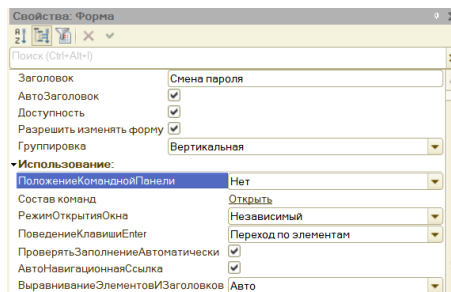 Свойства: Форма
Поиск (Ctrl+Alt+I)
Заголовок Смена пароля
АвтоЗаголовок
Доступность
Разрешить изменять форму
Группировка Вертикальная
Использование:
ПоложениеКоманднойПанели Нет
Состав команд Открыть
РежимОткрытияОкна Независимый
ПоведениеКлавишиEnter Переход по элементам
ПроверятьЗаполнениеАвтоматически
АвтоНавигационнаяСсылка
ВыравниваниеЭлементовИЗаголовков Авто